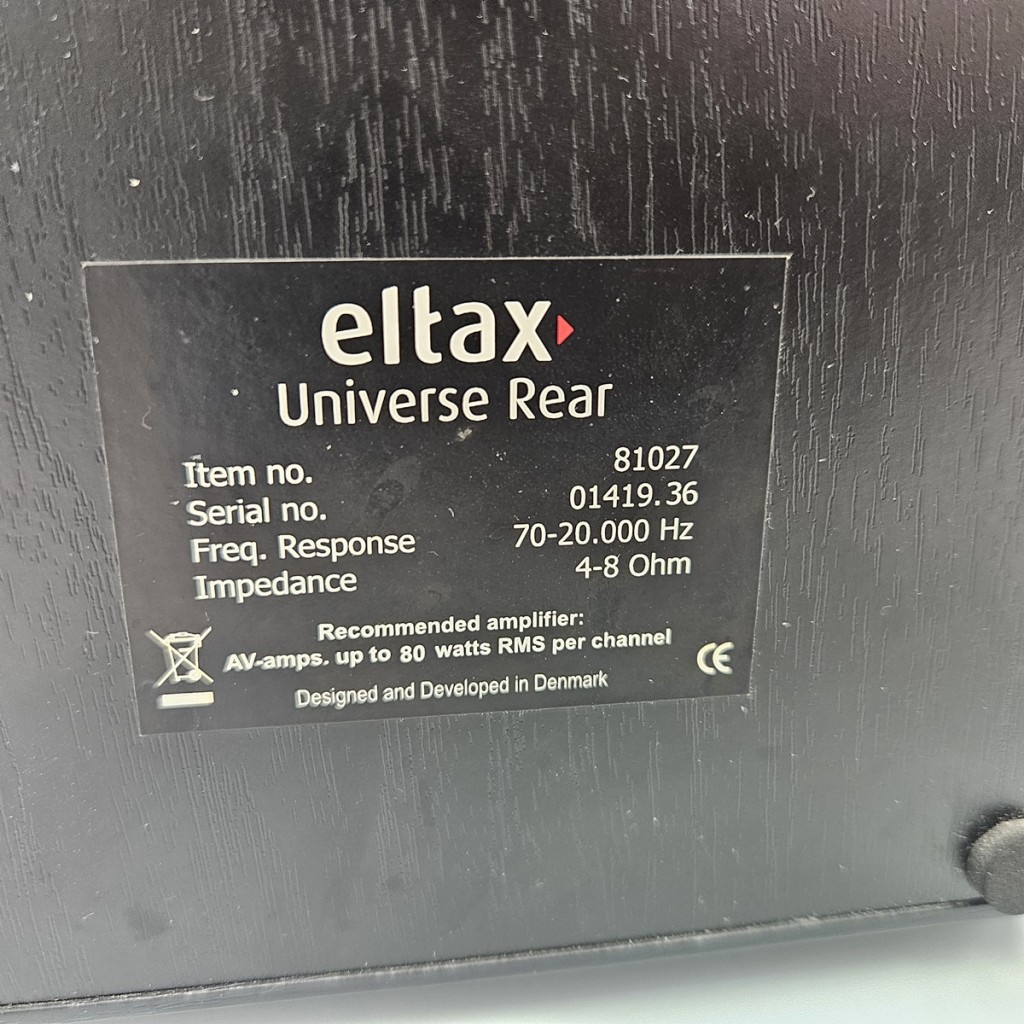 eltax
Universe Rear
Item no. 81027
Serial no. 01419.36
Freq. Response 70-20.000 Hz
Impedance 4-8 Ohm
Recommended amplifier:
AV-amps. up to 80 watts RMS per channel
CE
Designed and Developed in Denmark